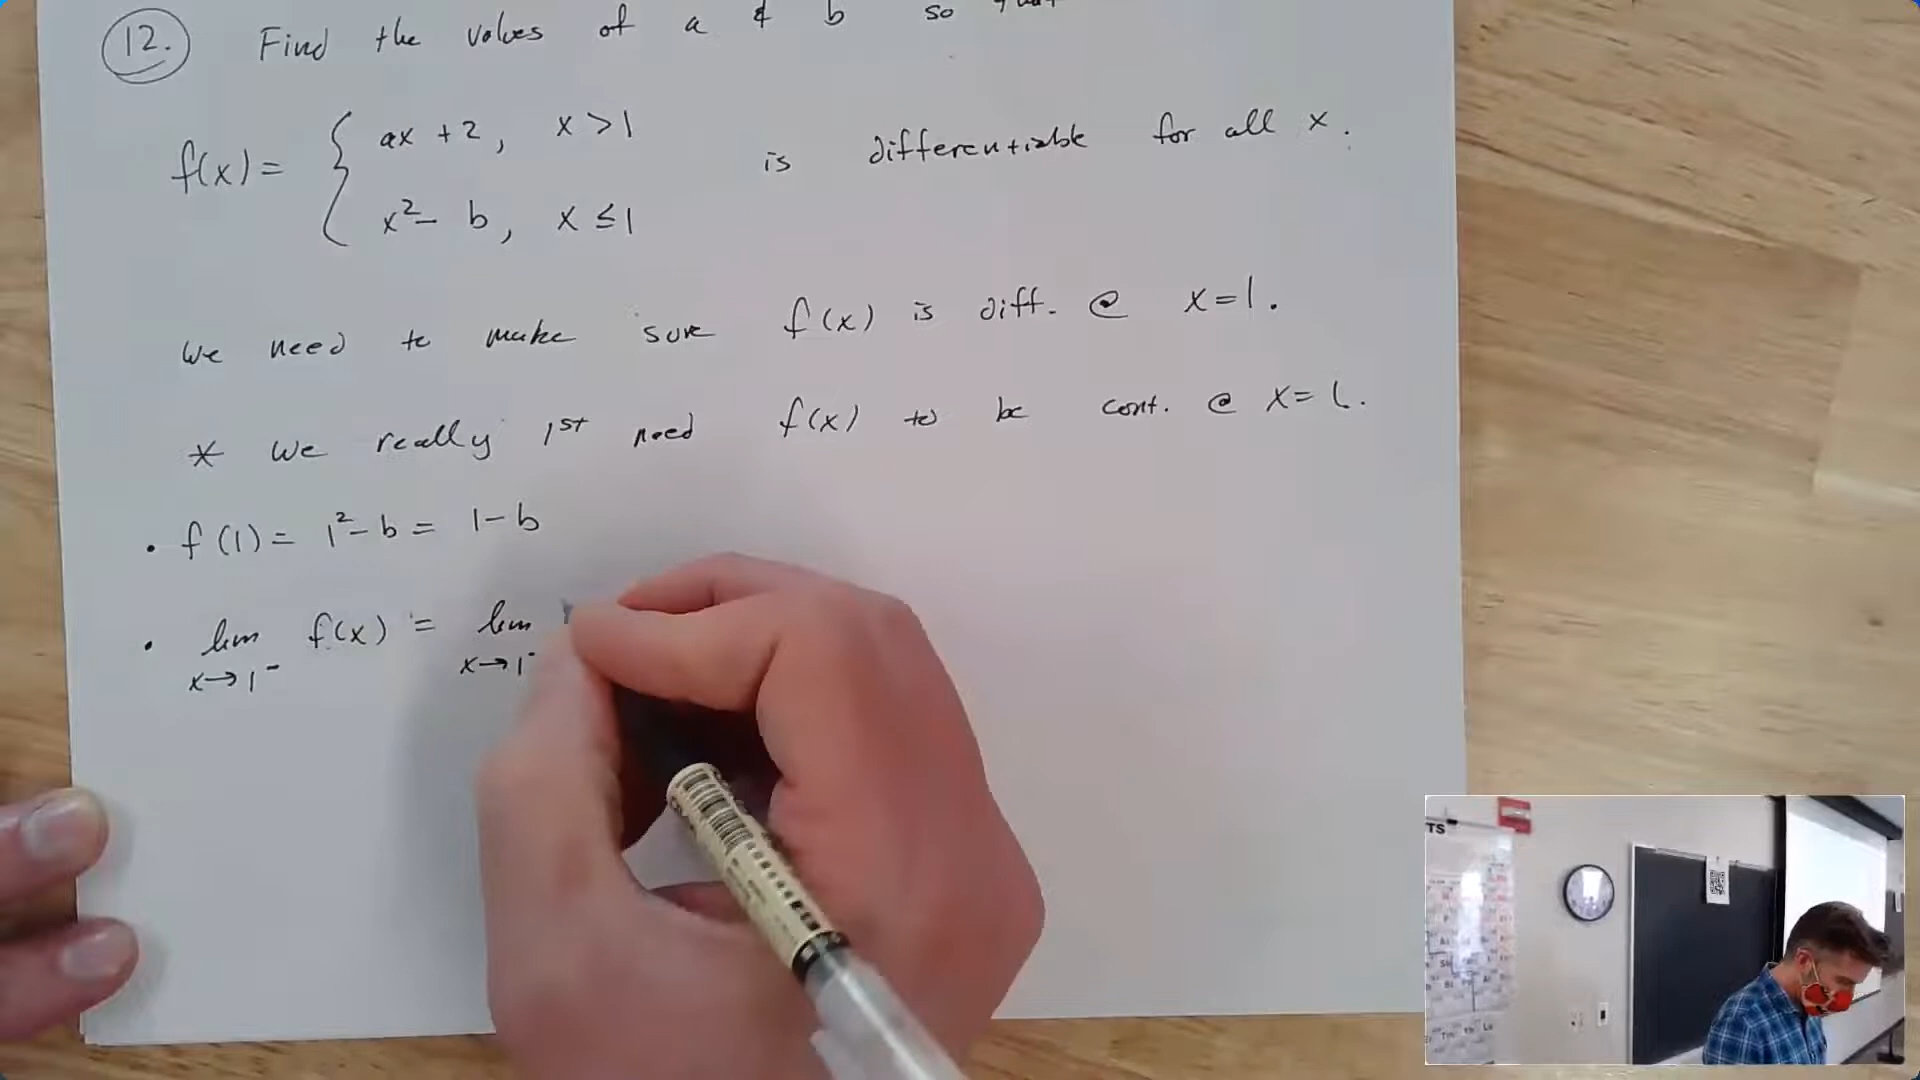 12. Find the values of a & b so that
f(x) = { ax + 2, x > 1
x² - b, x ≤ 1
is differentiable for all x.
We need to make sure f(x) is diff. @ x = 1.
* We really 1st need f(x) to be cont. @ x = 1.
• f(1) = 1² - b = 1 - b
• lim x→1⁻ f(x) = lim x→1⁻
TS